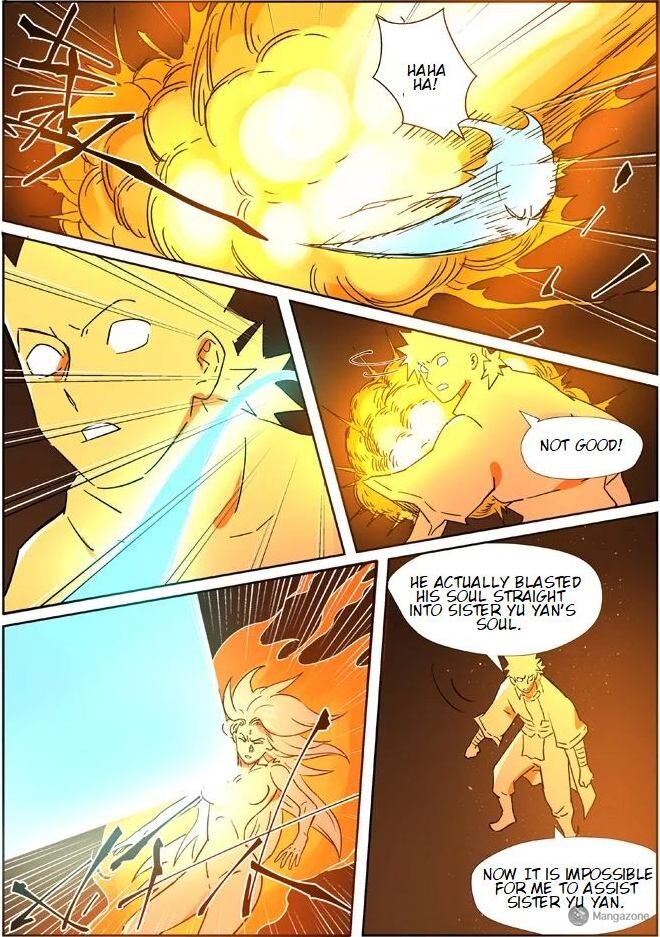 HAHA
HA!
NOT GOOD!
HE ACTUALLY BLASTED
HIS SOUL STRAIGHT
INTO SISTER YU YAN'S
SOUL.
NOW IT IS IMPOSSIBLE
FOR ME TO ASSIST
SISTER YU YAN.
Mangazone